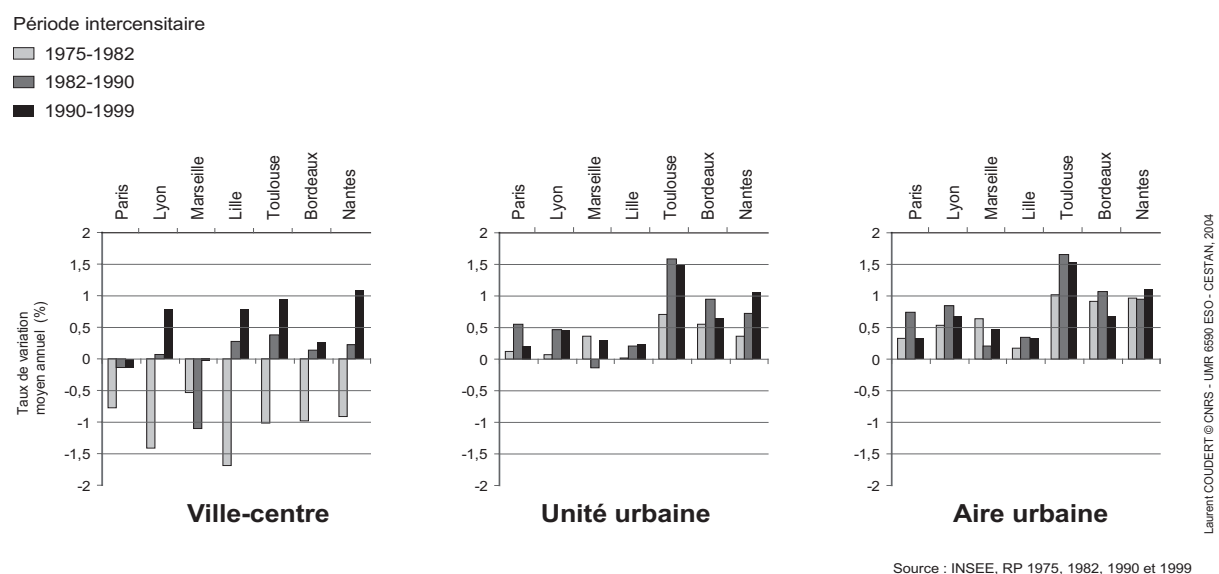 Période intercensitaire
1975-1982
1982-1990
1990-1999
Taux de variation
moyen annuel (%)
Paris
Lyon
Marseille
Lille
Toulouse
Bordeaux
Nantes
2
1,5
1
0,5
0
-0,5
-1
-1,5
-2
Ville-centre
Paris
Lyon
Marseille
Lille
Toulouse
Bordeaux
Nantes
2
1,5
1
0,5
0
-0,5
-1
-1,5
-2
Unité urbaine
Paris
Lyon
Marseille
Lille
Toulouse
Bordeaux
Nantes
2
1,5
1
0,5
0
-0,5
-1
-1,5
-2
Aire urbaine
Laurent COUDERT © CNRS - UMR 6590 ESO - CESTAN, 2004
Source : INSEE, RP 1975, 1982, 1990 et 1999